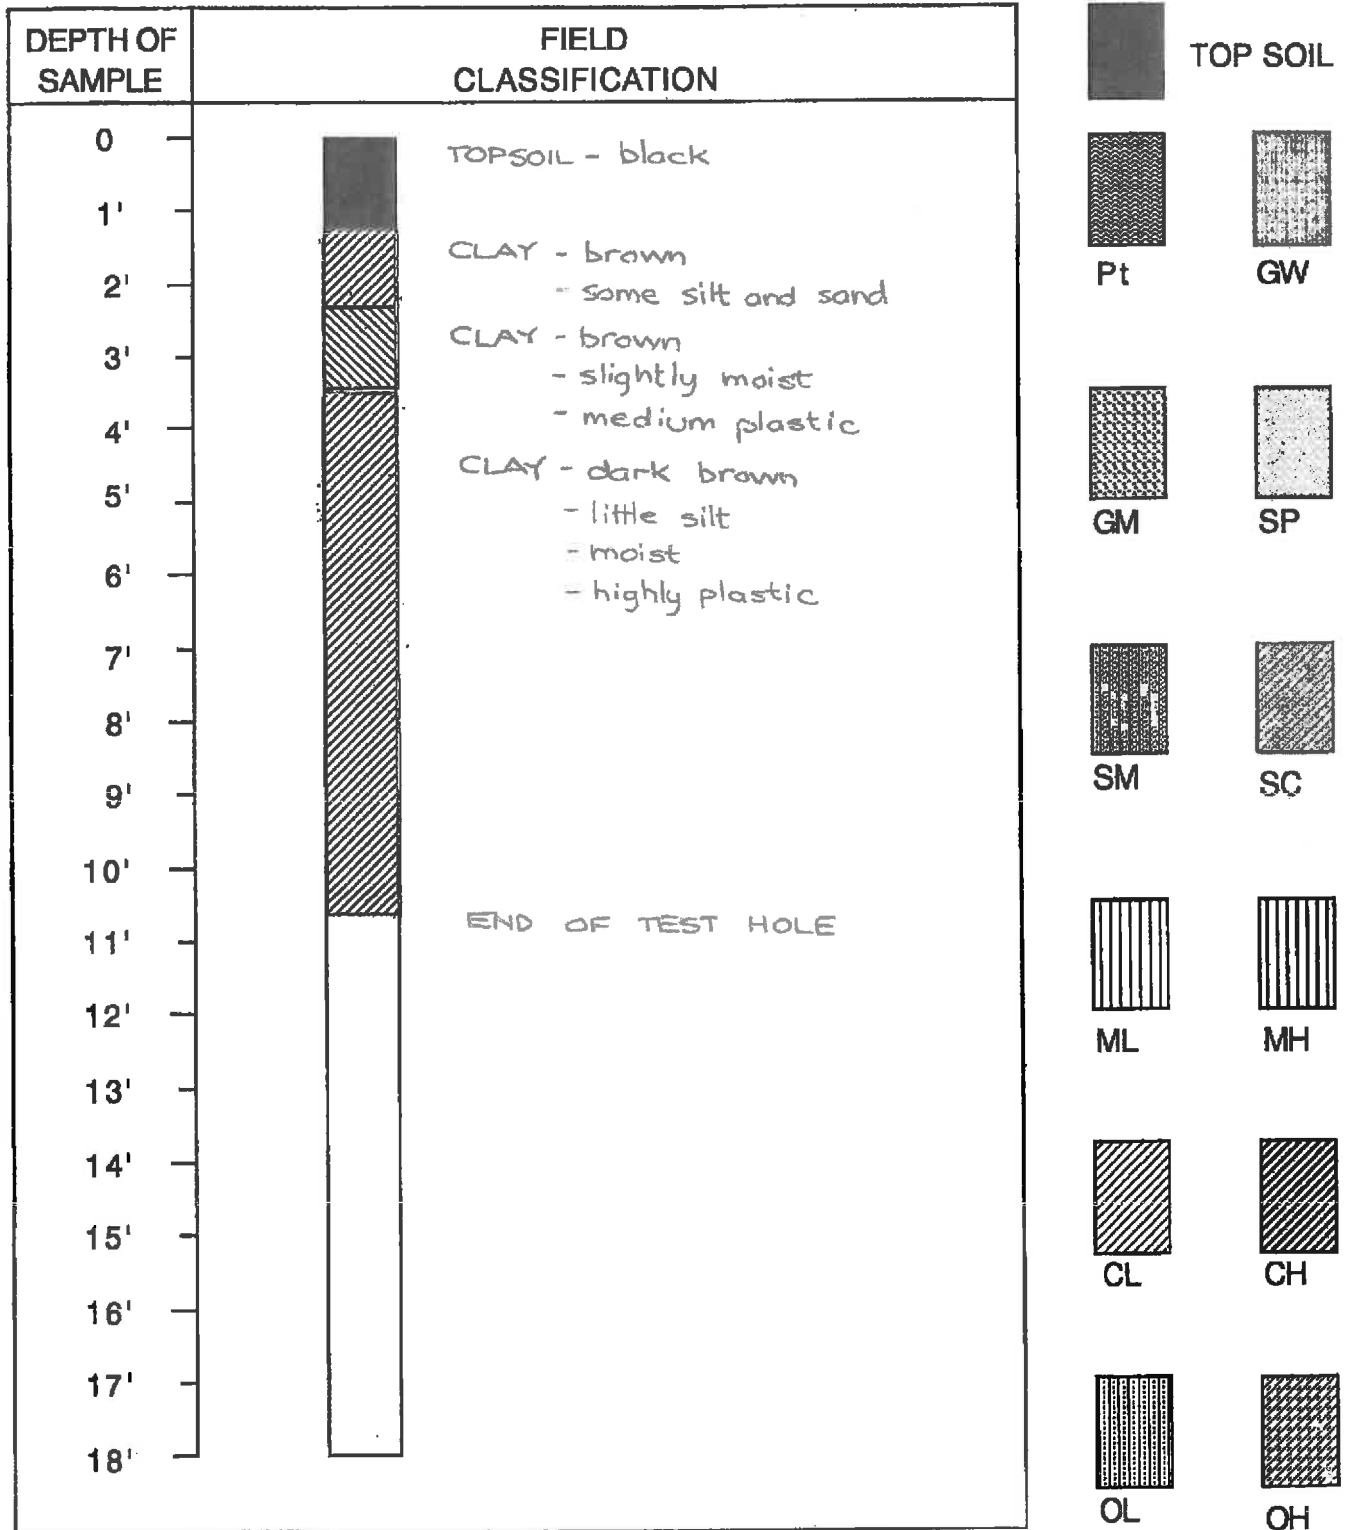 DEPTH OF
SAMPLE
FIELD
CLASSIFICATION
0
1'
2'
3'
4'
5'
6'
7'
8'
9'
10'
11'
12'
13'
14'
15'
16'
17'
18'
TOPSOIL - black
CLAY - brown
- some silt and sand
CLAY - brown
- slightly moist
- medium plastic
CLAY - dark brown
- little silt
- moist
- highly plastic
END OF TEST HOLE
TOP SOIL
Pt GW
GM SP
SM SC
ML MH
CL CH
OL OH